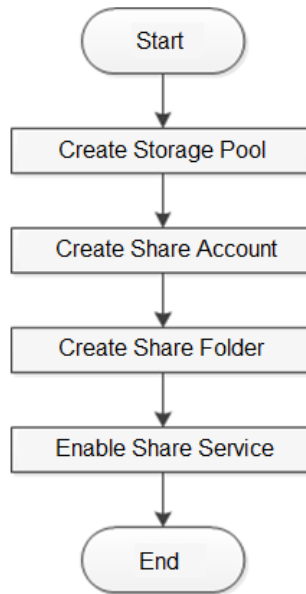 Start
Create Storage Pool
Create Share Account
Create Share Folder
Enable Share Service
End